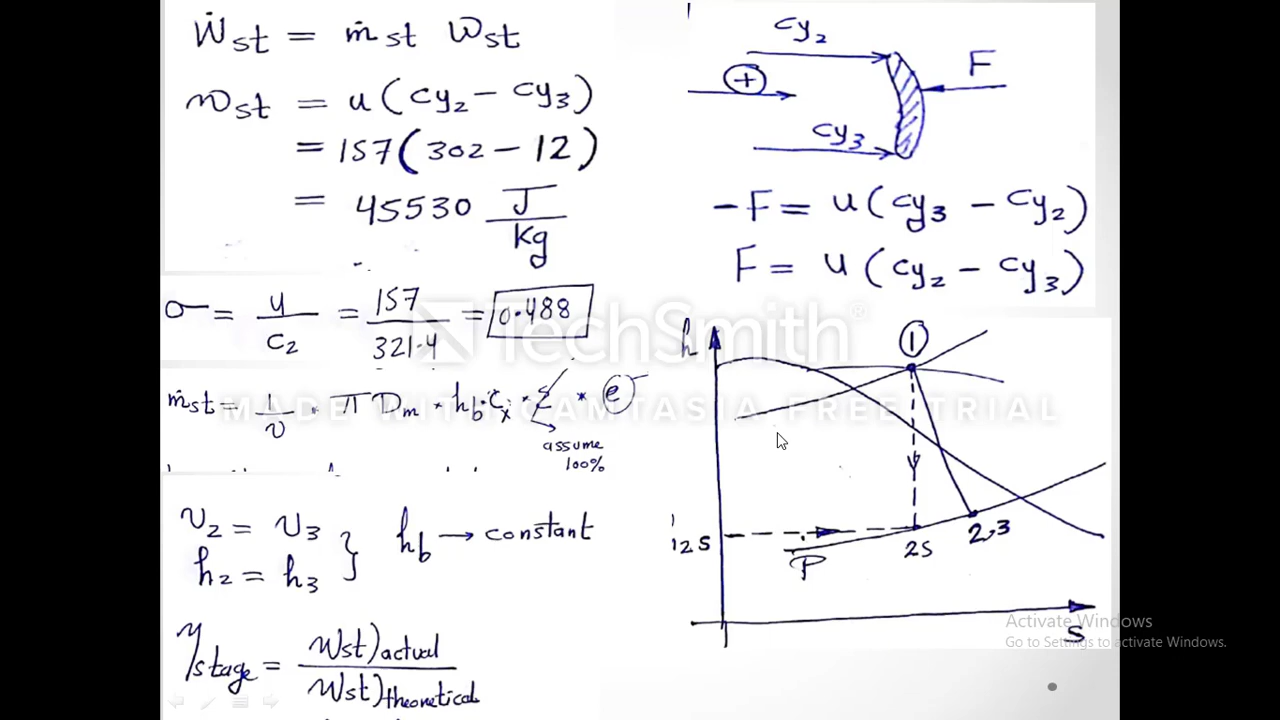 Ẇst = ṁst Wst
wst = u(cy2 − cy3)
= 157(302 − 12)
= 45530 J/kg
σ = u/c2 = 157/321.4 = 0.488
ṁst = 1/v * π Dm * hb * cx * Σ * e
assume
100%
v2 = v3 } hb → constant
h2 = h3
ηstage = Wst)actual / Wst)theoretical
cy2
+
F
cy3
−F = u(cy3 − cy2)
F = u(cy2 − cy3)
h
1
2s
2,3
P
S
TechSmith
MADE WITH CAMTASIA FREE TRIAL
Activate Windows
Go to Settings to activate Windows.